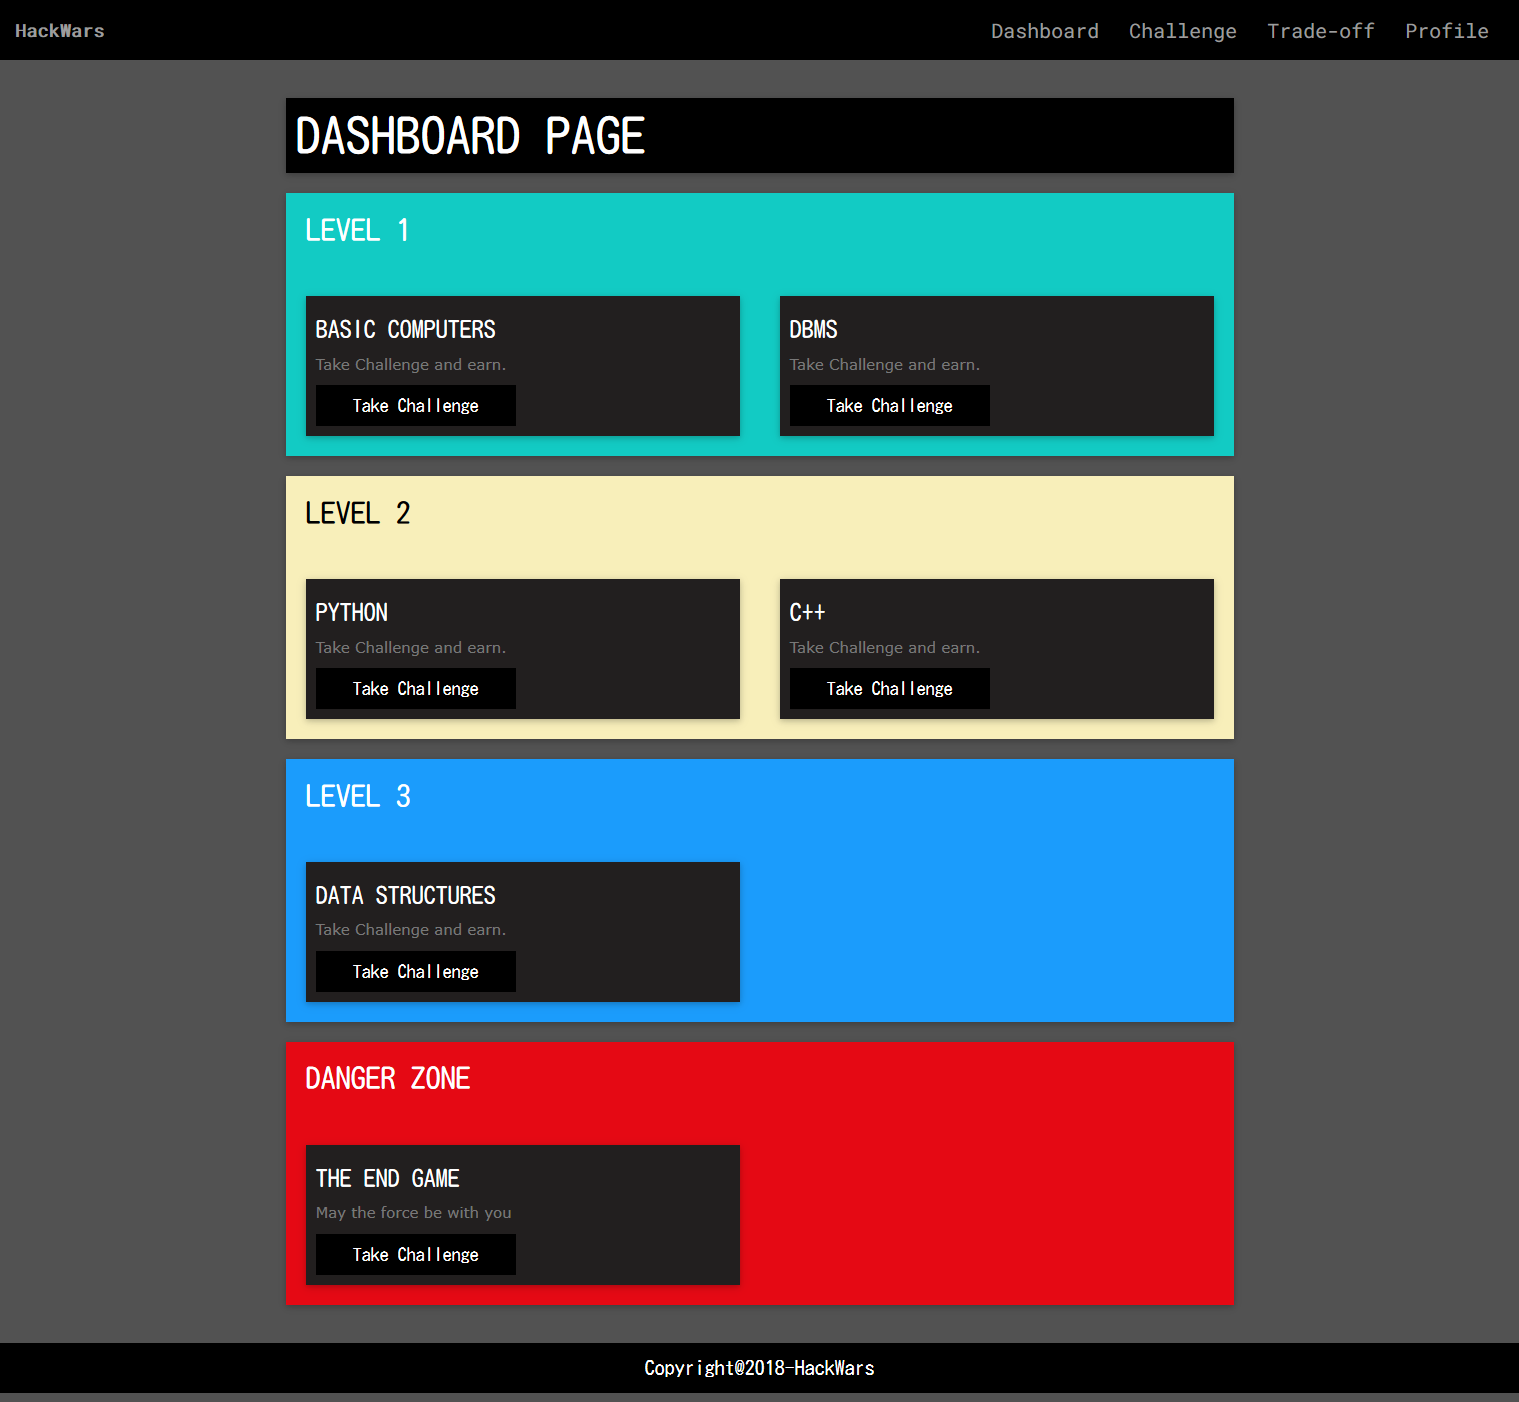 HackWars
Dashboard Challenge Trade-off Profile
DASHBOARD PAGE
LEVEL 1
BASIC COMPUTERS
Take Challenge and earn.
Take Challenge
DBMS
Take Challenge and earn.
Take Challenge
LEVEL 2
PYTHON
Take Challenge and earn.
Take Challenge
C++
Take Challenge and earn.
Take Challenge
LEVEL 3
DATA STRUCTURES
Take Challenge and earn.
Take Challenge
DANGER ZONE
THE END GAME
May the force be with you
Take Challenge
Copyright@2018-HackWars